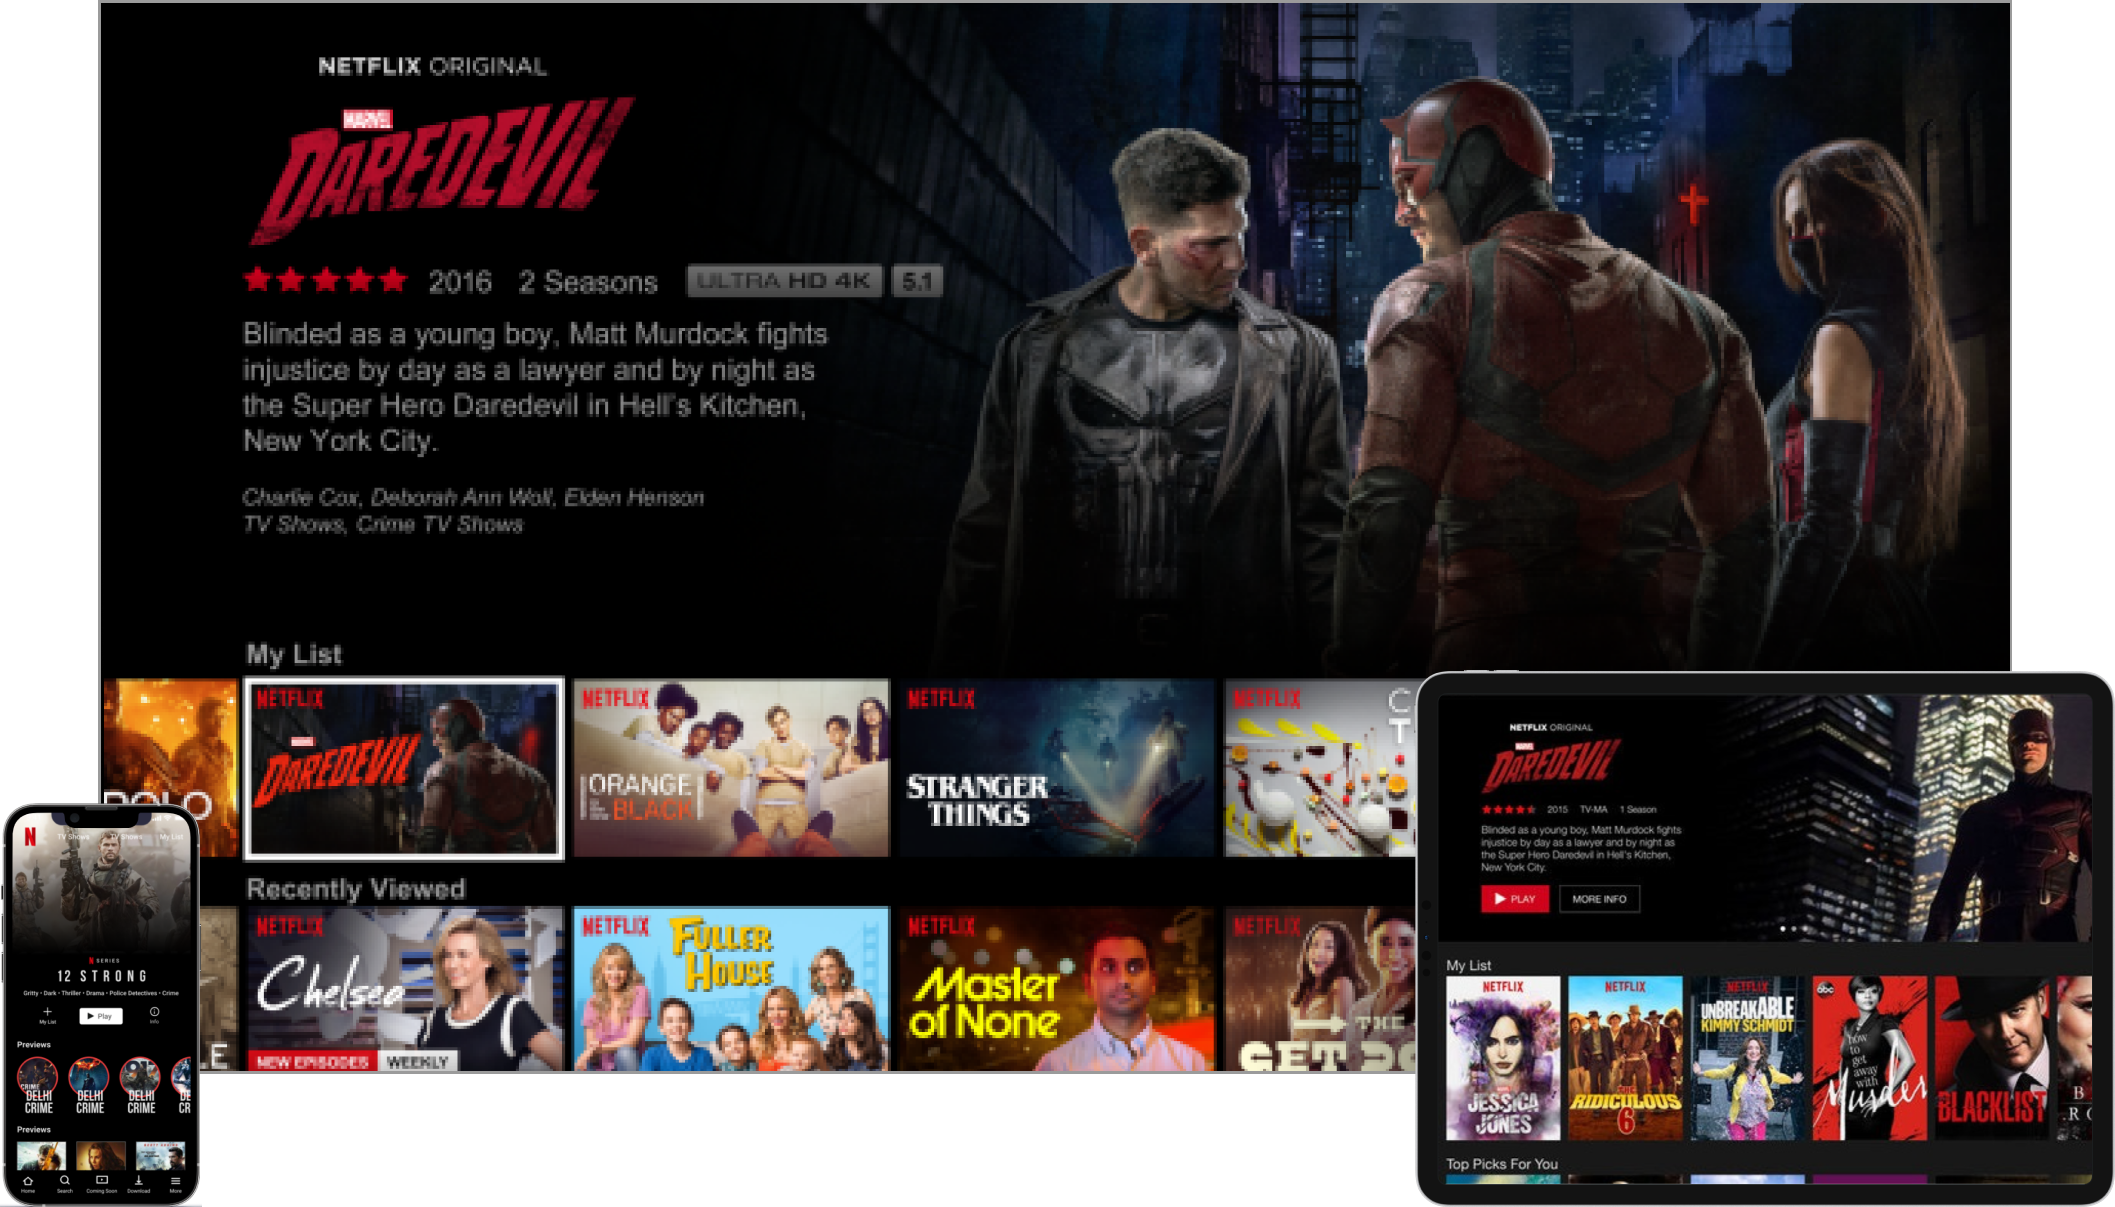 NETFLIX ORIGINAL
MARVEL
DAREDEVIL
2016 2 Seasons ULTRA HD 4K 5.1
Blinded as a young boy, Matt Murdock fights
injustice by day as a lawyer and by night as
the Super Hero Daredevil in Hell's Kitchen,
New York City.
Charlie Cox, Deborah Ann Woll, Elden Henson
TV Shows, Crime TV Shows
My List
POLO
NETFLIX
MARVEL
DAREDEVIL
NETFLIX
ORANGE
BLACK
NETFLIX
STRANGER
THINGS
NETFLIX
C
T
Recently Viewed
LE
NETFLIX
Chelsea
NEW EPISODES WEEKLY
NETFLIX
FULLER
HOUSE
NETFLIX
Master
of None
NETFLIX
THE
GET DO
N
TV Shows TV Shows My List
N SERIES
12 STRONG
Gritty • Dark • Thriller • Drama • Police Detectives • Crime
My List
Play
Info
Previews
CRIME
DELHI
CRIME
DELHI
CRIME
DELHI
CRIME
DE
CR
Previews
Home Search Coming Soon Download More
NETFLIX ORIGINAL
MARVEL
DAREDEVIL
2015 TV-MA 1 Season
Blinded as a young boy, Matt Murdock fights
injustice by day as a lawyer and by night as
the Super Hero Daredevil in Hell's Kitchen,
New York City.
PLAY MORE INFO
My List
NETFLIX
MARVEL
JESSICA
JONES
NETFLIX
THE
RIDICULOUS
6
NETFLIX
UNBREAKABLE
KIMMY SCHMIDT
abc
how
to
get
away
with
Murder
BLACKLIST
B
RO
Top Picks For You